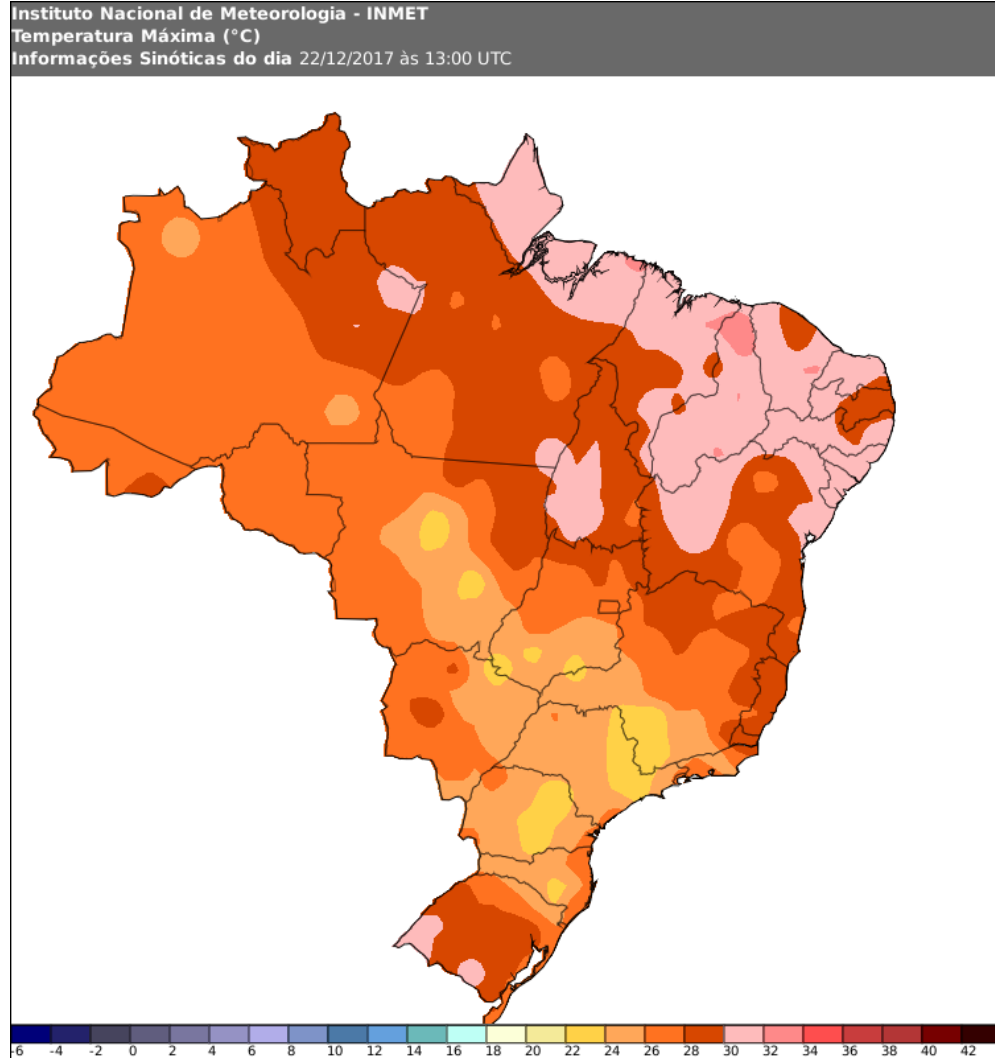 Instituto Nacional de Meteorologia - INMET
Temperatura Máxima (°C)
Informações Sinóticas do dia 22/12/2017 às 13:00 UTC
-6 -4 -2 0 2 4 6 8 10 12 14 16 18 20 22 24 26 28 30 32 34 36 38 40 42